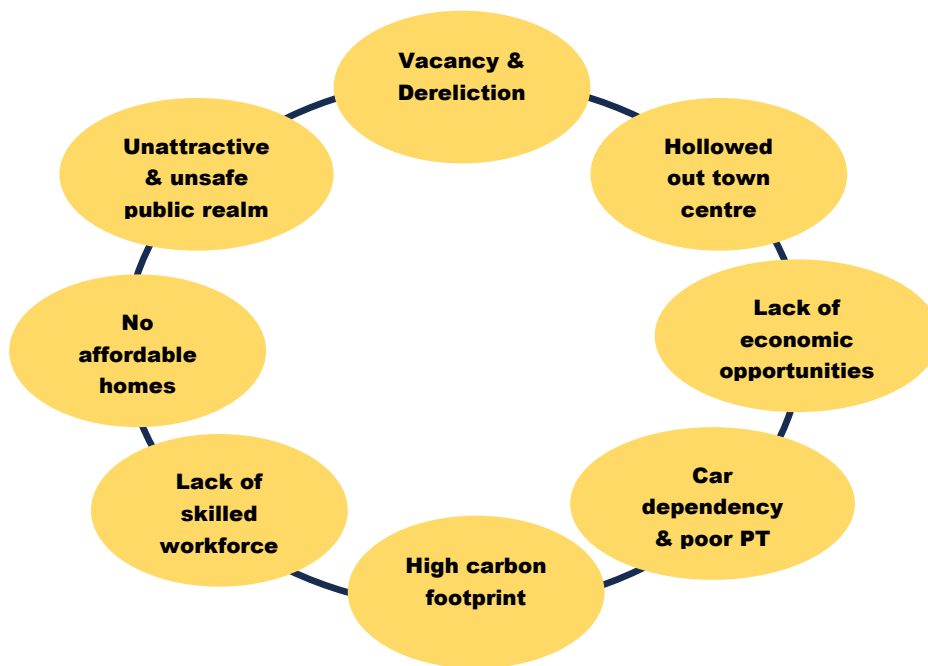 Vacancy &
Dereliction
Hollowed
out town
centre
Lack of
economic
opportunities
Car
dependency
& poor PT
High carbon
footprint
Lack of
skilled
workforce
No
affordable
homes
Unattractive
& unsafe
public realm